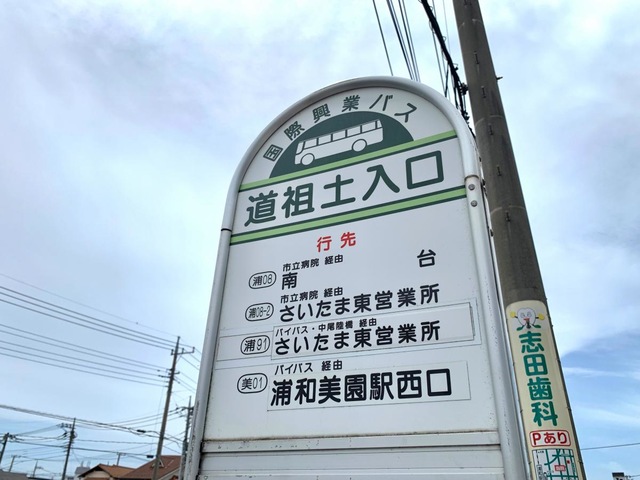 国際興業バス
道祖土入口
行先
市立病院 経由
浦08 南台
市立病院 経由
浦08-2 さいたま東営業所
バイパス・中尾陸橋 経由
浦91 さいたま東営業所
バイパス 経由
美01 浦和美園駅西口
志田歯科
Pあり